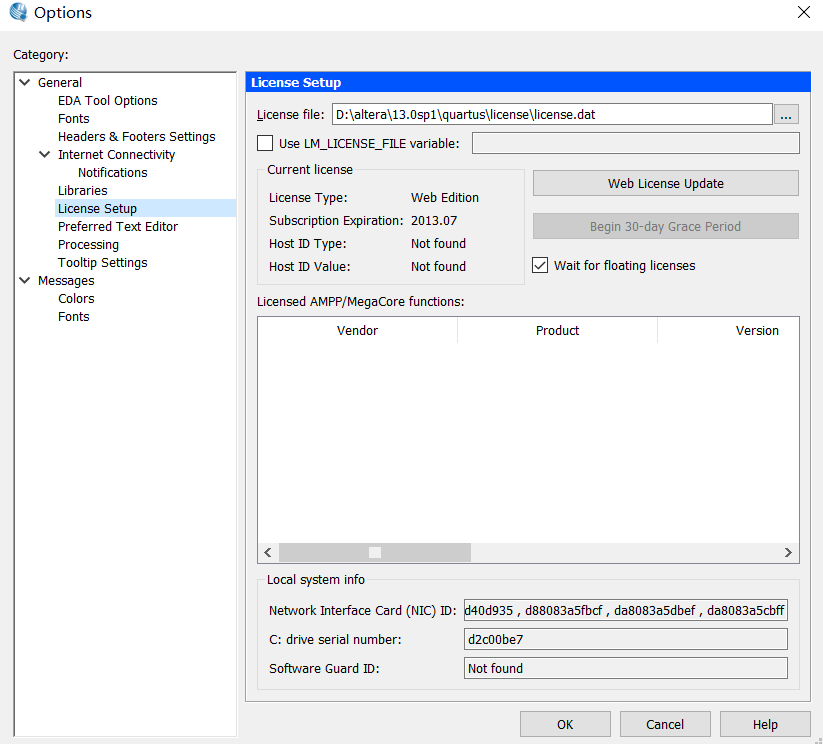 Options
Category:
General
EDA Tool Options
Fonts
Headers & Footers Settings
Internet Connectivity
Notifications
Libraries
License Setup
Preferred Text Editor
Processing
Tooltip Settings
Messages
Colors
Fonts
License Setup
License file: D:\altera\13.0sp1\quartus\license\license.dat ...
Use LM_LICENSE_FILE variable:
Current license
License Type: Web Edition
Subscription Expiration: 2013.07
Host ID Type: Not found
Host ID Value: Not found
Web License Update
Begin 30-day Grace Period
Wait for floating licenses
Licensed AMPP/MegaCore functions:
Vendor Product Version
Local system info
Network Interface Card (NIC) ID: d40d935 , d88083a5fbcf , da8083a5dbef , da8083a5cbff
C: drive serial number: d2c00be7
Software Guard ID: Not found
OK Cancel Help